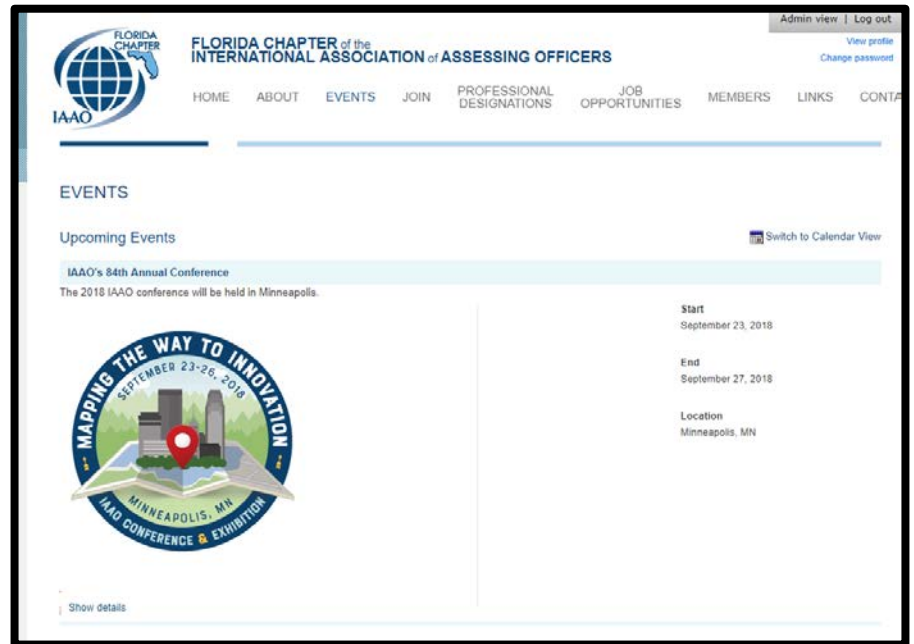 Admin view | Log out
View profile
Change password
FLORIDA
CHAPTER
IAAO
FLORIDA CHAPTER of the
INTERNATIONAL ASSOCIATION of ASSESSING OFFICERS
HOME ABOUT EVENTS JOIN PROFESSIONAL DESIGNATIONS JOB OPPORTUNITIES MEMBERS LINKS CONTA
EVENTS
Upcoming Events
Switch to Calendar View
IAAO's 84th Annual Conference
The 2018 IAAO conference will be held in Minneapolis.
MAPPING THE WAY TO INNOVATION
SEPTEMBER 23-26, 2018
MINNEAPOLIS, MN
IAAO CONFERENCE & EXHIBITION
Start
September 23, 2018
End
September 27, 2018
Location
Minneapolis, MN
Show details